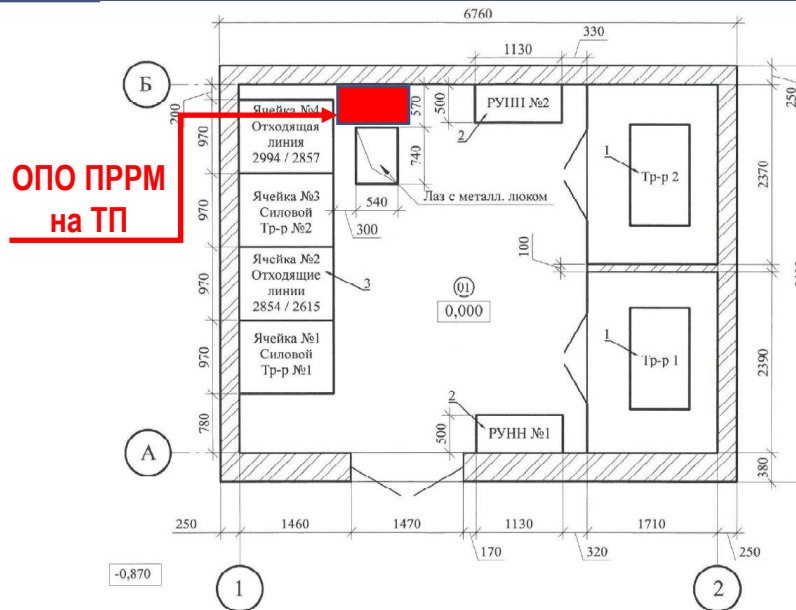 6760
330
1130
Б
250
200
500
570
РУНН №2
2
Ячейка №4
Отходящая
линия
2994 / 2857
970
740
1
Тр-р 2
2370
ОПО ПРРМ
на ТП
Лаз с металл. люком
540
300
Ячейка №3
Силовой
Тр-р №2
970
100
Ячейка №2
Отходящие
линии
2854 / 2615
3
970
01
0,000
Ячейка №1
Силовой
Тр-р №1
970
1
Тр-р 1
2390
2
780
500
РУНН №1
А
380
250
1460
1470
1130
1710
170
320
250
-0,870
1
2